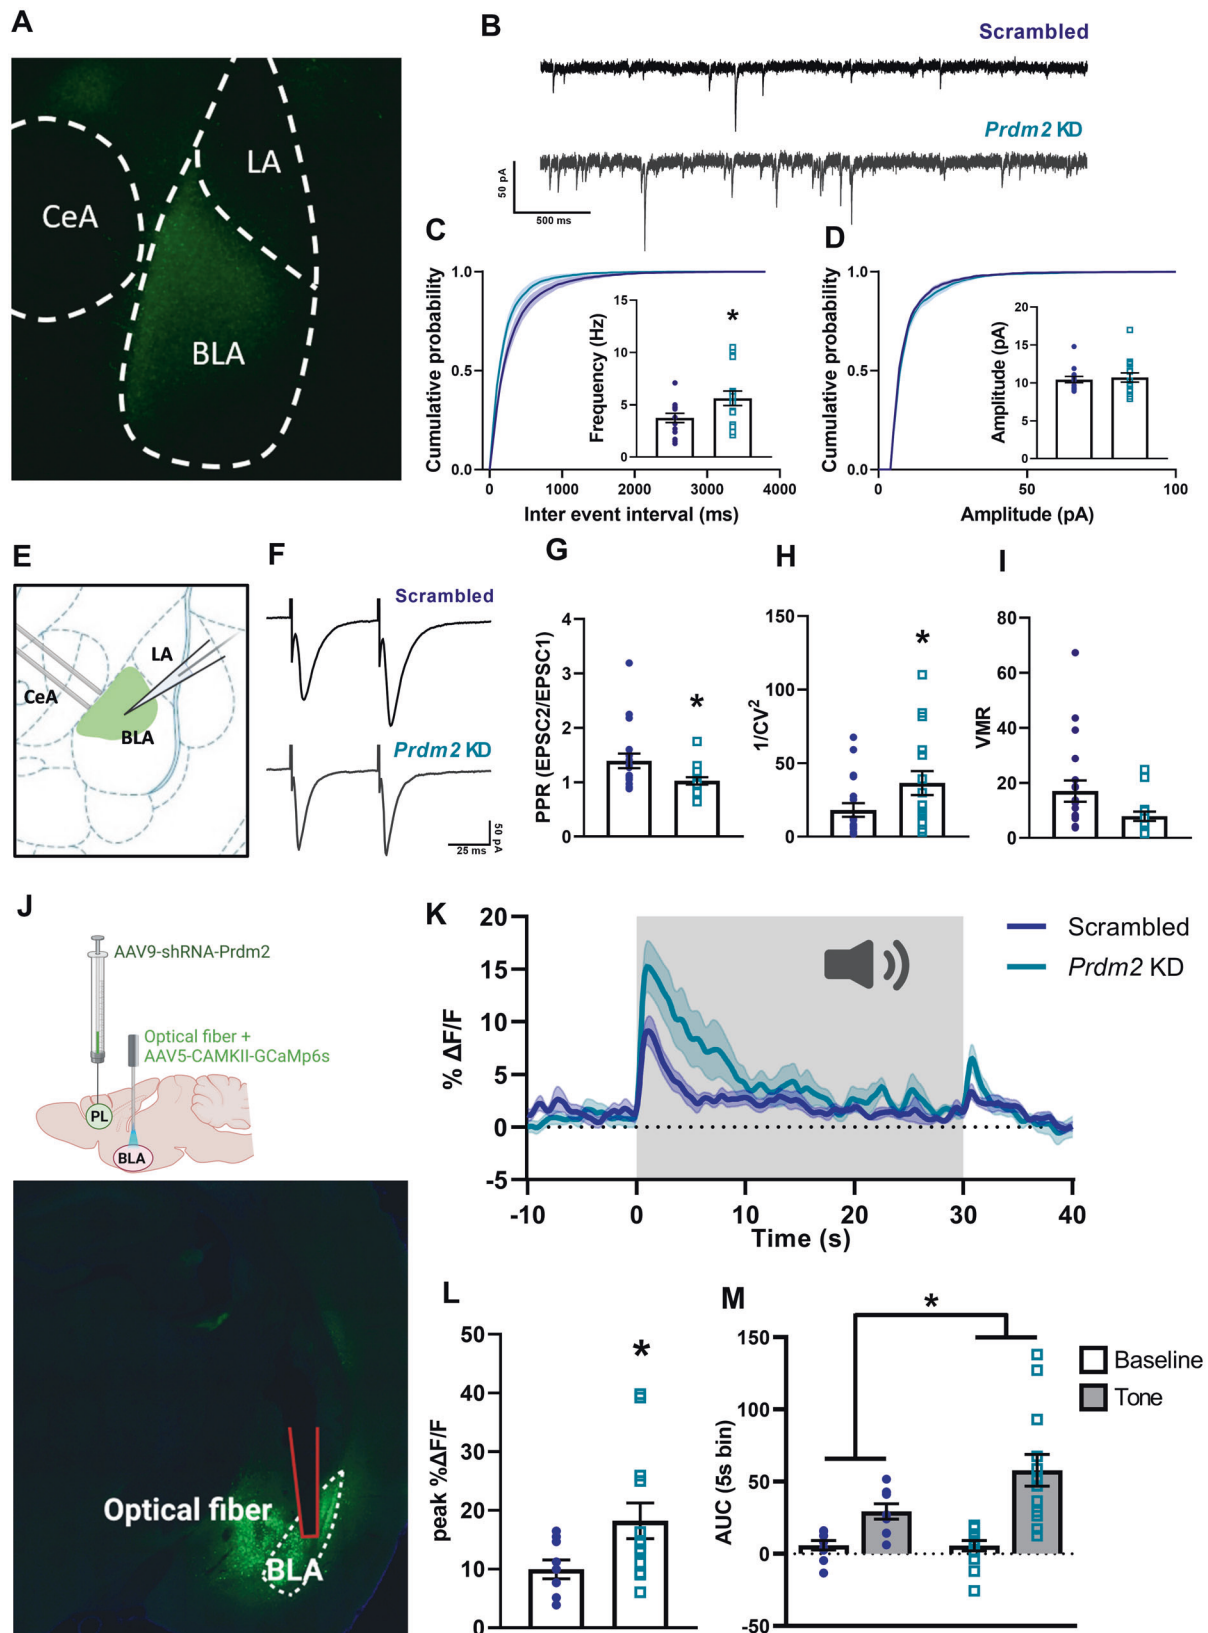 A
LA
CeA
BLA
B
Scrambled
Prdm2 KD
50 pA
500 ms
C
Cumulative probability
1.0
0.5
0.0
0
1000
2000
3000
4000
Inter event interval (ms)
Frequency (Hz)
15
10
5
0
*
D
Cumulative probability
1.0
0.5
0.0
0
50
100
Amplitude (pA)
Amplitude (pA)
20
15
10
5
0
E
LA
CeA
BLA
F
Scrambled
Prdm2 KD
50 pA
25 ms
G
PPR (EPSC2/EPSC1)
4
3
2
1
0
*
H
1/CV2
150
100
50
0
*
I
VMR
80
60
40
20
0
J
AAV9-shRNA-Prdm2
Optical fiber +
AAV5-CAMKII-GCaMp6s
PL
BLA
Optical fiber
BLA
K
% ΔF/F
20
15
10
5
0
-5
-10
0
10
20
30
40
Time (s)
Scrambled
Prdm2 KD
L
peak %ΔF/F
50
40
30
20
10
0
*
M
AUC (5s bin)
150
100
50
0
-50
*
Baseline
Tone